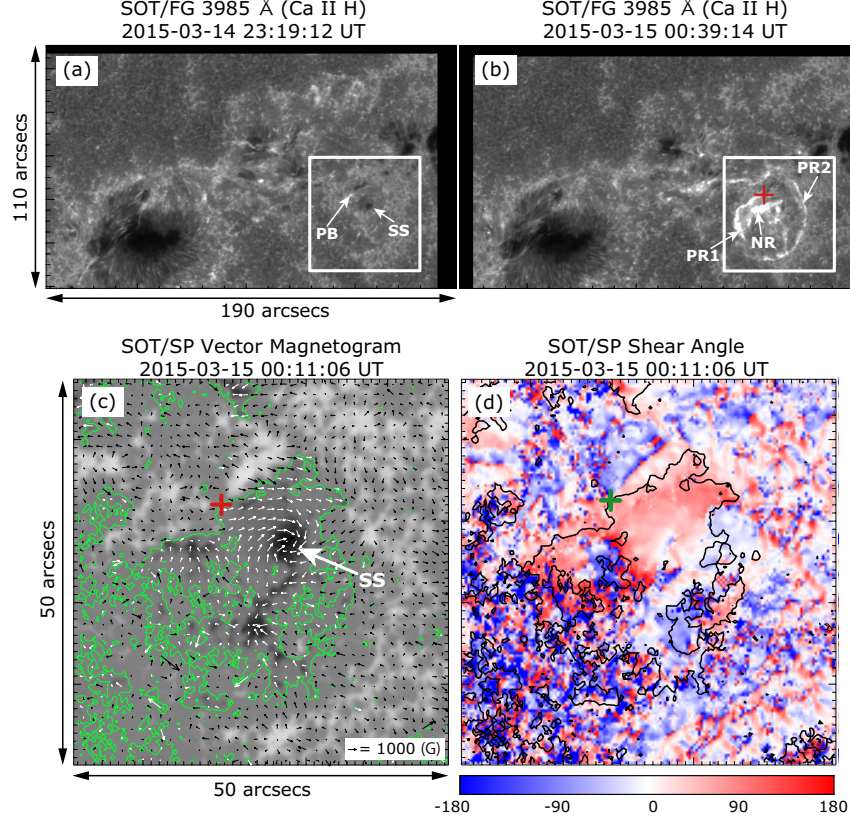 SOT/FG 3985 Å (Ca II H)
2015-03-14 23:19:12 UT
SOT/FG 3985 Å (Ca II H)
2015-03-15 00:39:14 UT
(a)
(b)
110 arcsecs
PB
SS
PR2
PR1
NR
190 arcsecs
SOT/SP Vector Magnetogram
2015-03-15 00:11:06 UT
SOT/SP Shear Angle
2015-03-15 00:11:06 UT
(c)
(d)
50 arcsecs
SS
→= 1000 (G)
50 arcsecs
-180 -90 0 90 180